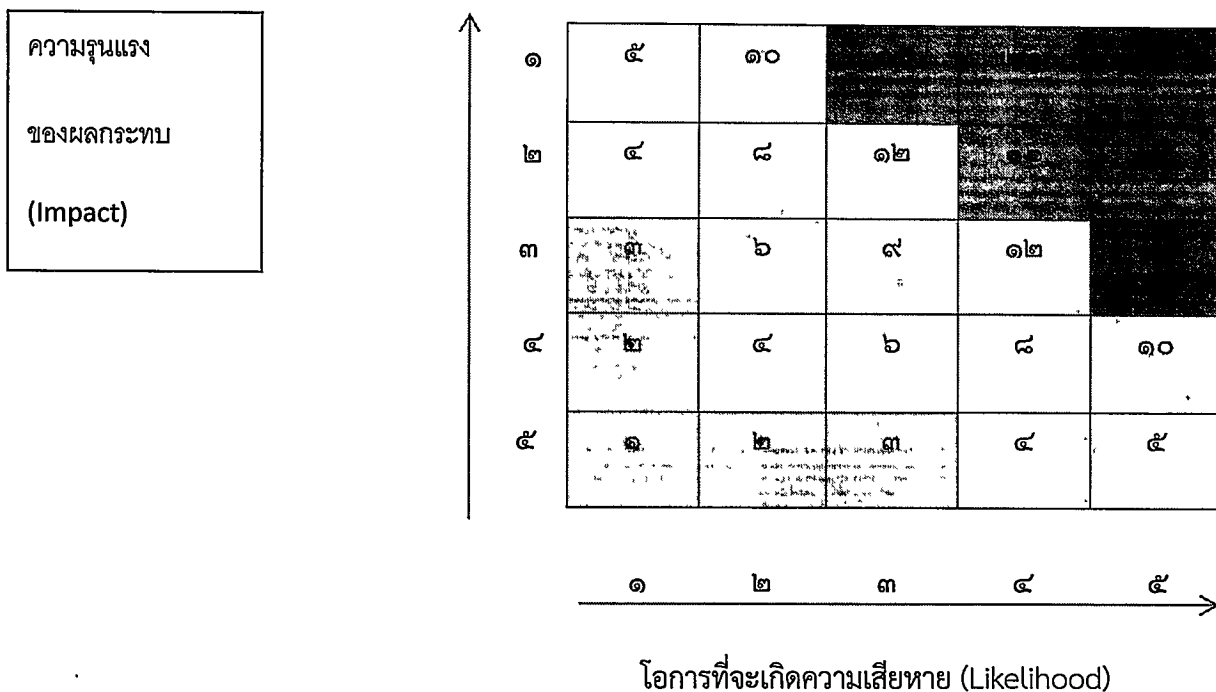 ความรุนแรง
ของผลกระทบ
(Impact)
๑ ๕ ๑๐
๒ ๔ ๘ ๑๒
๓ ๓ ๖ ๙ ๑๒
๔ ๒ ๔ ๖ ๘ ๑๐
๕ ๑ ๒ ๓ ๔ ๕
๑ ๒ ๓ ๔ ๕
โอการที่จะเกิดความเสียหาย (Likelihood)